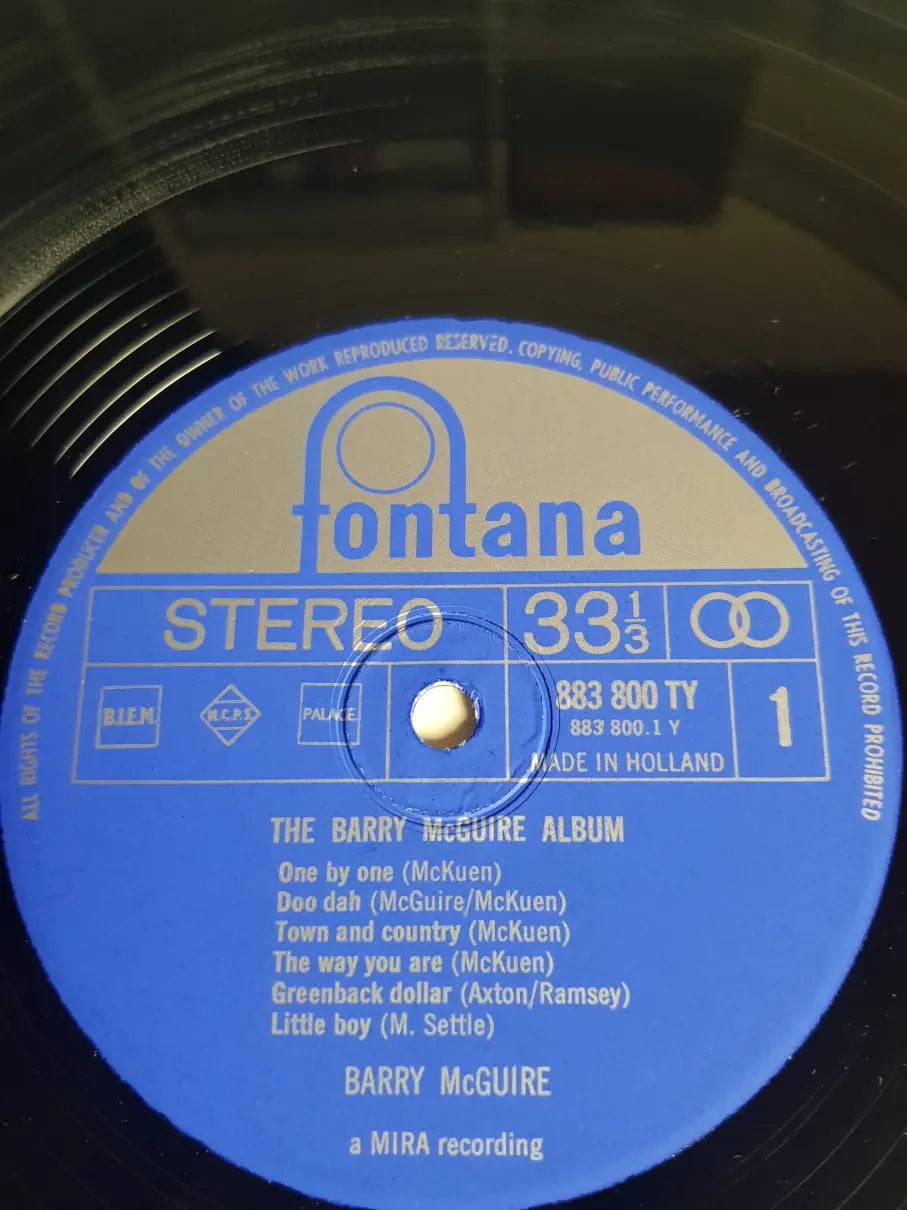 ALL RIGHTS OF THE RECORD PRODUCER AND OF THE OWNER OF THE WORK REPRODUCED RESERVED. COPYING, PUBLIC PERFORMANCE AND BROADCASTING OF THIS RECORD PROHIBITED
fontana
STEREO 33 1/3
B.I.E.M. M.C.P.S. PALACE 883 800 TY 1
883 800.1 Y
MADE IN HOLLAND
THE BARRY McGUIRE ALBUM
One by one (McKuen)
Doo dah (McGuire/McKuen)
Town and country (McKuen)
The way you are (McKuen)
Greenback dollar (Axton/Ramsey)
Little boy (M. Settle)
BARRY McGUIRE
a MIRA recording